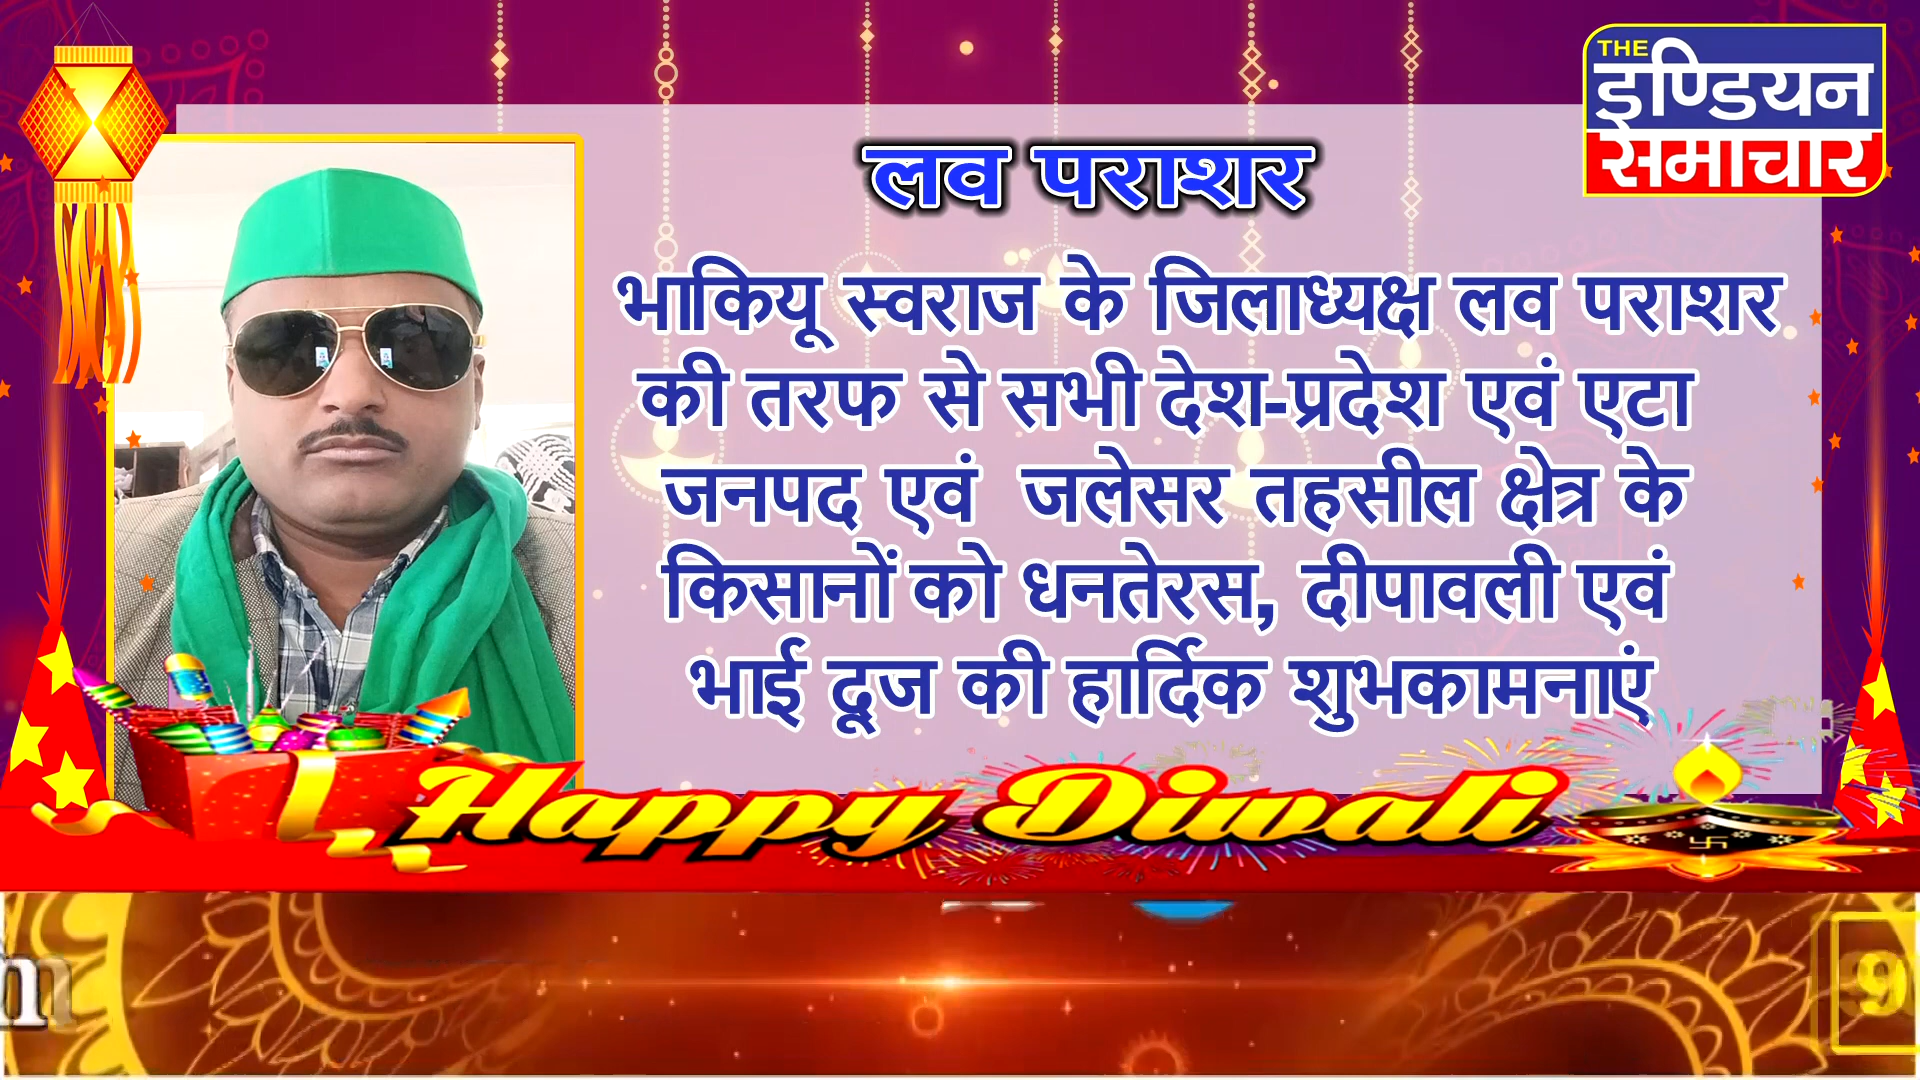 THE
इण्डियन
समाचार
लव पराशर
भाकियू स्वराज के जिलाध्यक्ष लव पराशर
की तरफ से सभी देश-प्रदेश एवं एटा
जनपद एवं जलेसर तहसील क्षेत्र के
किसानों को धनतेरस, दीपावली एवं
भाई दूज की हार्दिक शुभकामनाएं
Happy Diwali
m
9